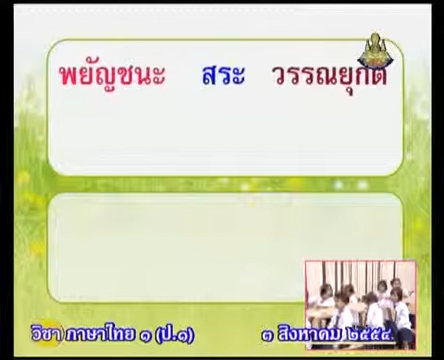 พยัญชนะ สระ วรรณยุกต์
วิชา ภาษาไทย ๑ (ป.๑) ๑ สิงหาคม ๒๕๕๔